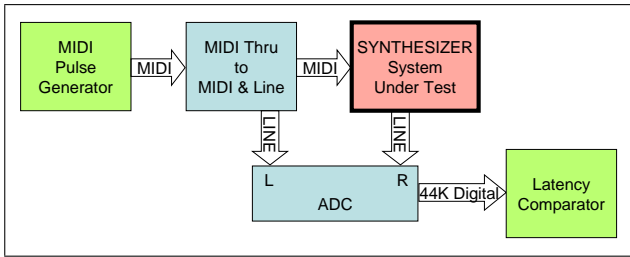 MIDI
Pulse
Generator
MIDI
MIDI Thru
to
MIDI & Line
MIDI
SYNTHESIZER
System
Under Test
LINE
LINE
L
R
ADC
44K Digital
Latency
Comparator